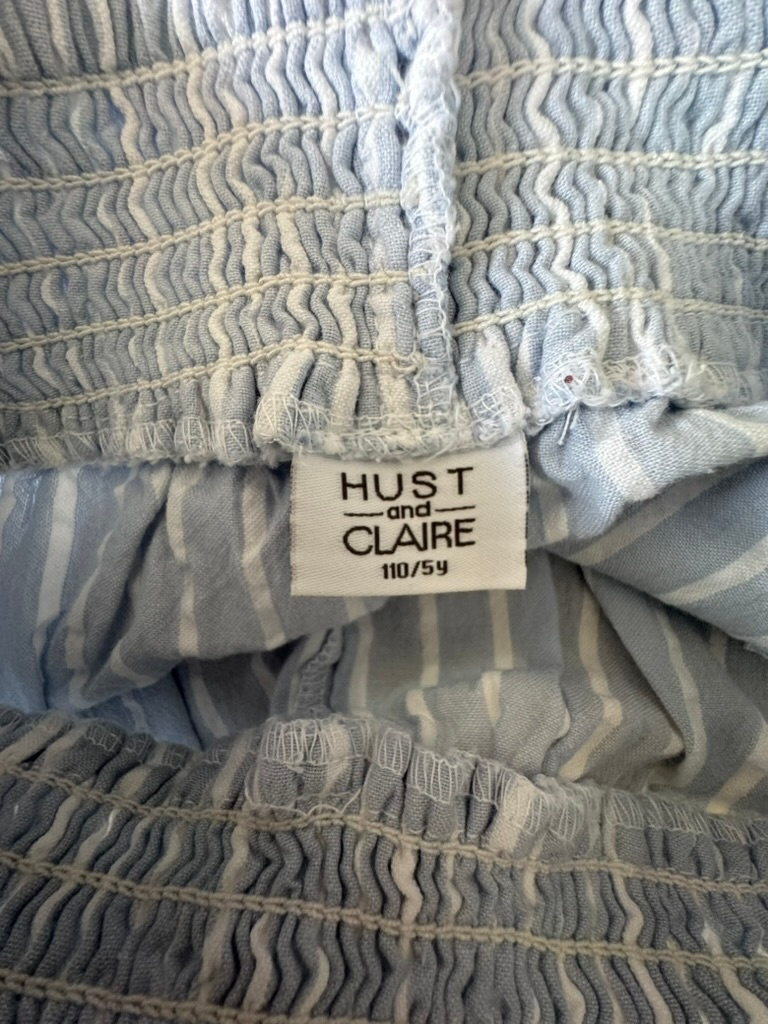 HUST
and
CLAIRE
110/5y